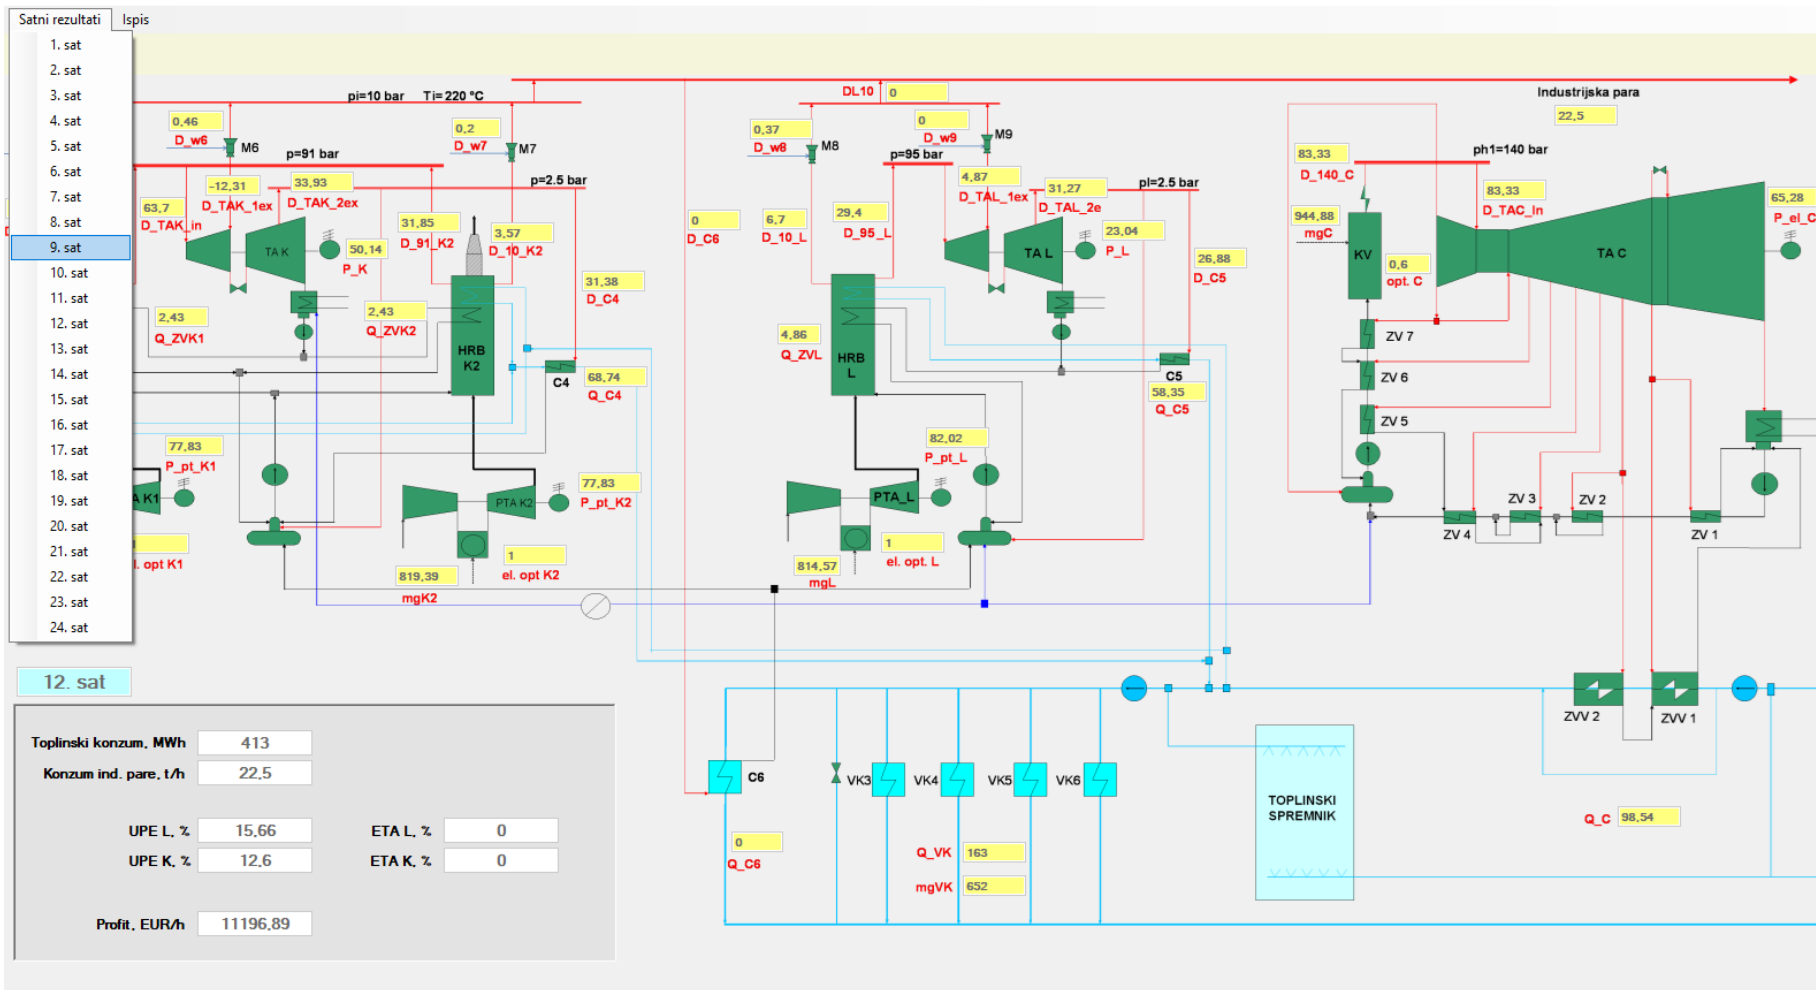 Satni rezultati Ispis
1. sat
2. sat
3. sat
4. sat
5. sat
6. sat
7. sat
8. sat
9. sat
10. sat
11. sat
12. sat
13. sat
14. sat
15. sat
16. sat
17. sat
18. sat
19. sat
20. sat
21. sat
22. sat
23. sat
24. sat
pi=10 bar Ti= 220 °C
0,46
D_w6
M6
0,2
D_w7
M7
p=91 bar
p=2.5 bar
-12,31
D_TAK_1ex
33,93
D_TAK_2ex
63,7
D_TAK_in
31,85
D_91_K2
3,57
D_10_K2
TA K
50,14
P_K
31,38
D_C4
2,43
Q_ZVK1
2,43
Q_ZVK2
HRB
K2
C4
68,74
Q_C4
77,83
P_pt_K1
A K1
PTA K2
77,83
P_pt_K2
l. opt K1
1
el. opt K2
819,39
mgK2
DL10
0
0,37
D_w8
M8
0
D_w9
M9
p=95 bar
pl=2.5 bar
4,87
D_TAL_1ex
31,27
D_TAL_2e
0
D_C6
6,7
D_10_L
29,4
D_95_L
TA L
23,04
P_L
26,88
D_C5
4,86
Q_ZVL
HRB
L
C5
58,35
Q_C5
82,02
P_pt_L
PTA_L
1
el. opt. L
814,57
mgL
Industrijska para
22,5
ph1=140 bar
83,33
D_140_C
83,33
D_TAC_In
65,28
P_el_C
944,88
mgC
KV
0,6
opt. C
TA C
ZV 7
ZV 6
ZV 5
ZV 4
ZV 3
ZV 2
ZV 1
ZVV 2
ZVV 1
12. sat
Toplinski konzum, MWh 413
Konzum ind. pare, t/h 22,5
UPE L, % 15,66 ETA L, % 0
UPE K, % 12,6 ETA K, % 0
Profit, EUR/h 11196,89
C6
0
Q_C6
VK3
VK4
VK5
VK6
Q_VK 163
mgVK 652
TOPLINSKI
SPREMNIK
Q_C 98,54